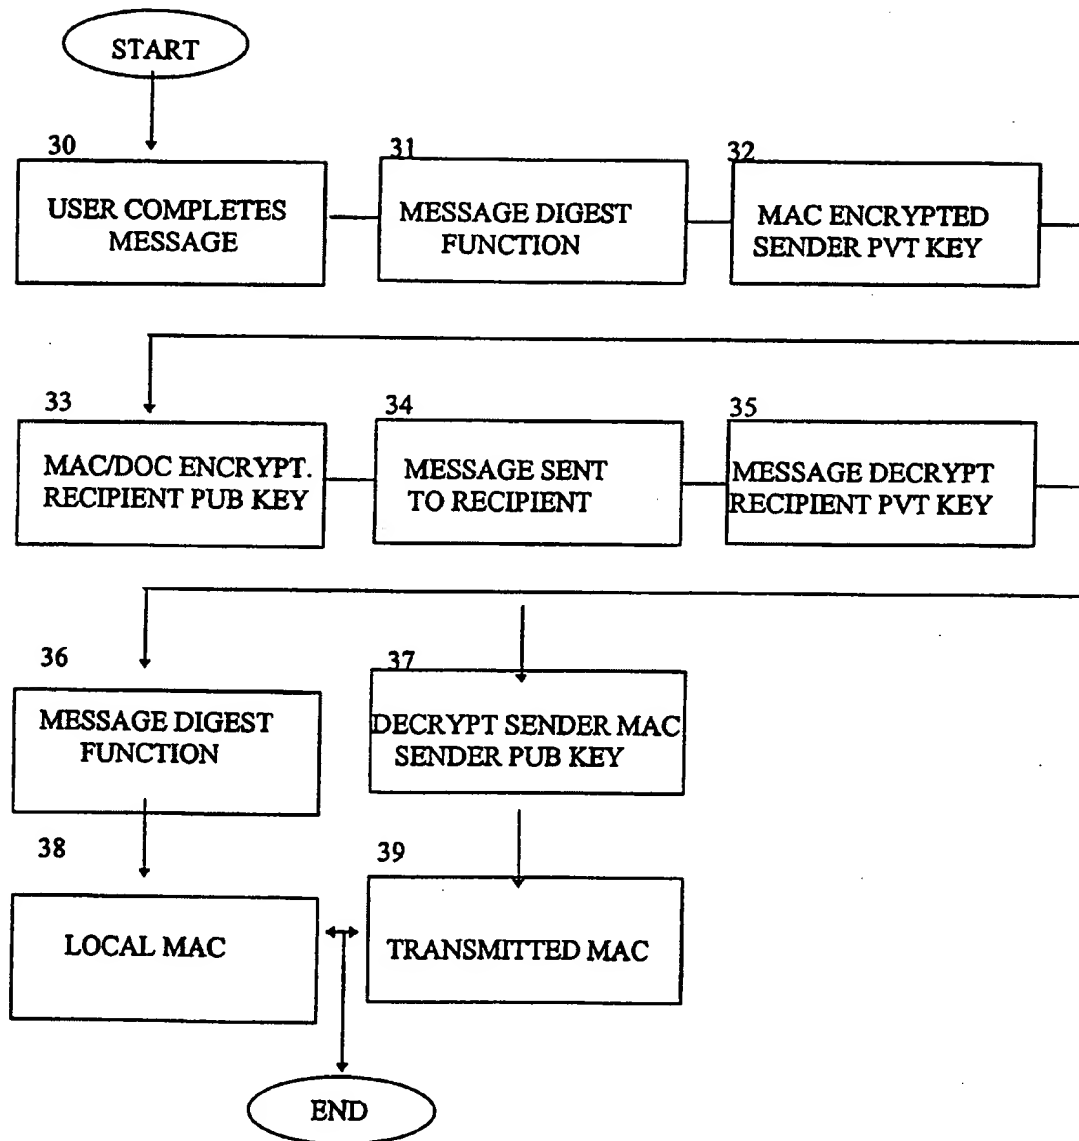 START
30
USER COMPLETES
MESSAGE
31
MESSAGE DIGEST
FUNCTION
32
MAC ENCRYPTED
SENDER PVT KEY
33
MAC/DOC ENCRYPT.
RECIPIENT PUB KEY
34
MESSAGE SENT
TO RECIPIENT
35
MESSAGE DECRYPT
RECIPIENT PVT KEY
36
MESSAGE DIGEST
FUNCTION
37
DECRYPT SENDER MAC
SENDER PUB KEY
38
LOCAL MAC
39
TRANSMITTED MAC
END